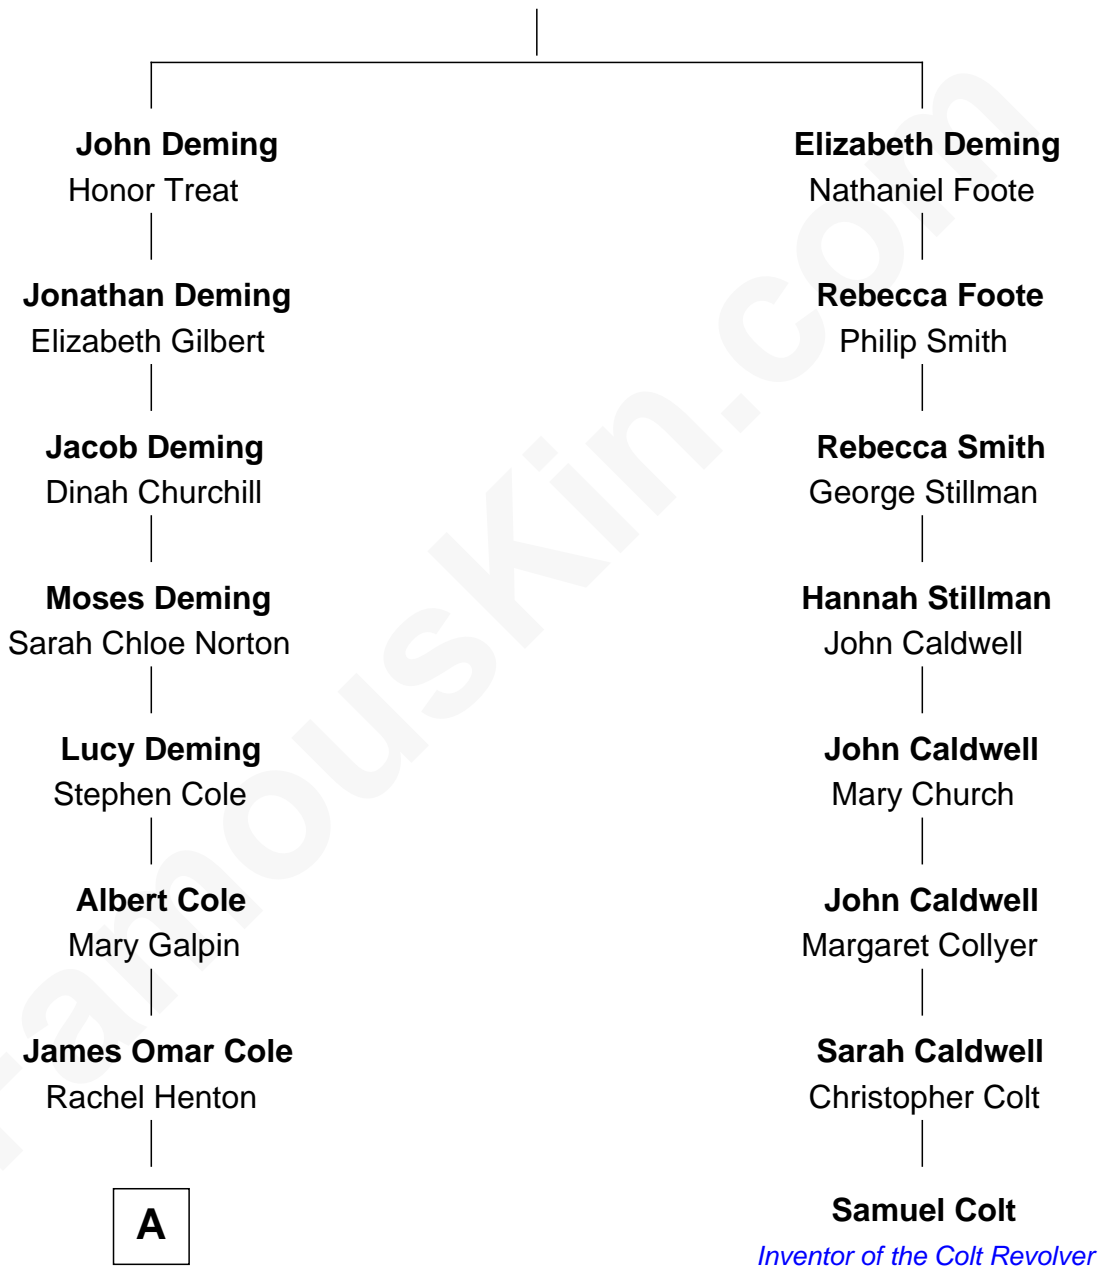 John Deming
Honor Treat
Elizabeth Deming
Nathaniel Foote
Jonathan Deming
Elizabeth Gilbert
Rebecca Foote
Philip Smith
Jacob Deming
Dinah Churchill
Rebecca Smith
George Stillman
Moses Deming
Sarah Chloe Norton
Hannah Stillman
John Caldwell
Lucy Deming
Stephen Cole
John Caldwell
Mary Church
Albert Cole
Mary Galpin
John Caldwell
Margaret Collyer
James Omar Cole
Rachel Henton
Sarah Caldwell
Christopher Colt
A
Samuel Colt
Inventor of the Colt Revolver
FamousKin.com